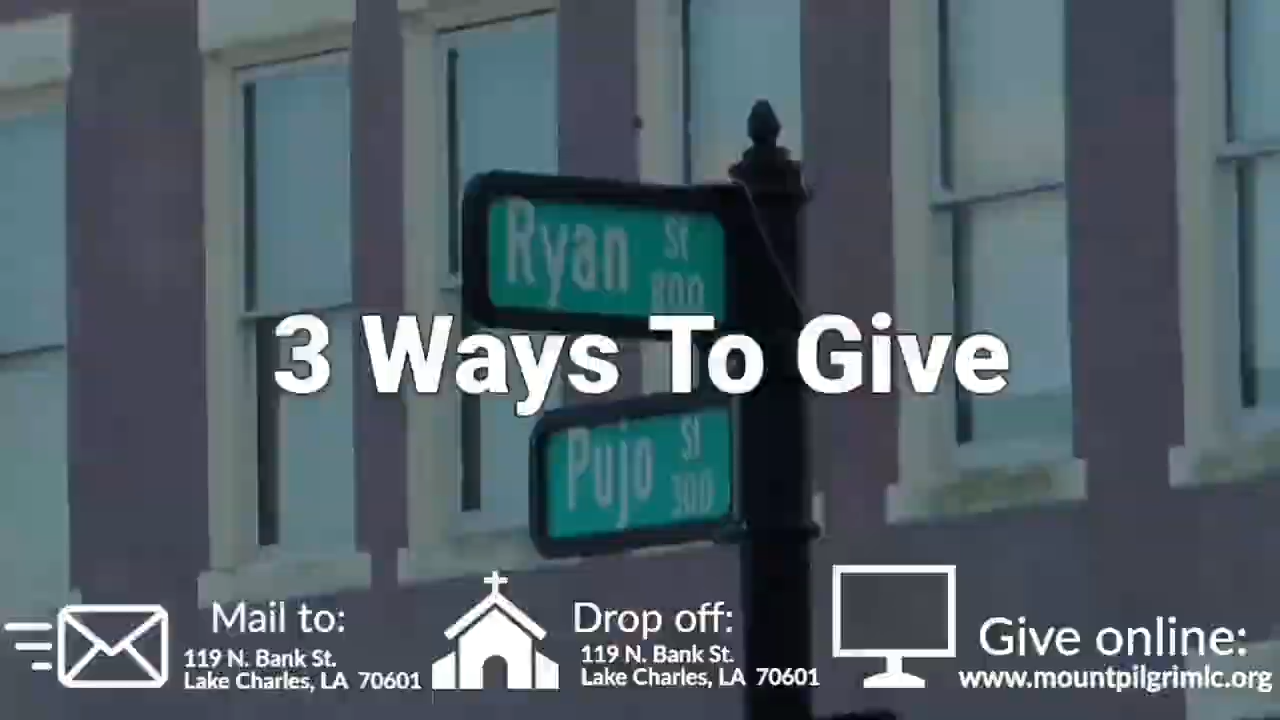 Ryan St
800
3 Ways To Give
Pujo St
300
Mail to:
119 N. Bank St.
Lake Charles, LA 70601
Drop off:
119 N. Bank St.
Lake Charles, LA 70601
Give online:
www.mountpilgrimlc.org